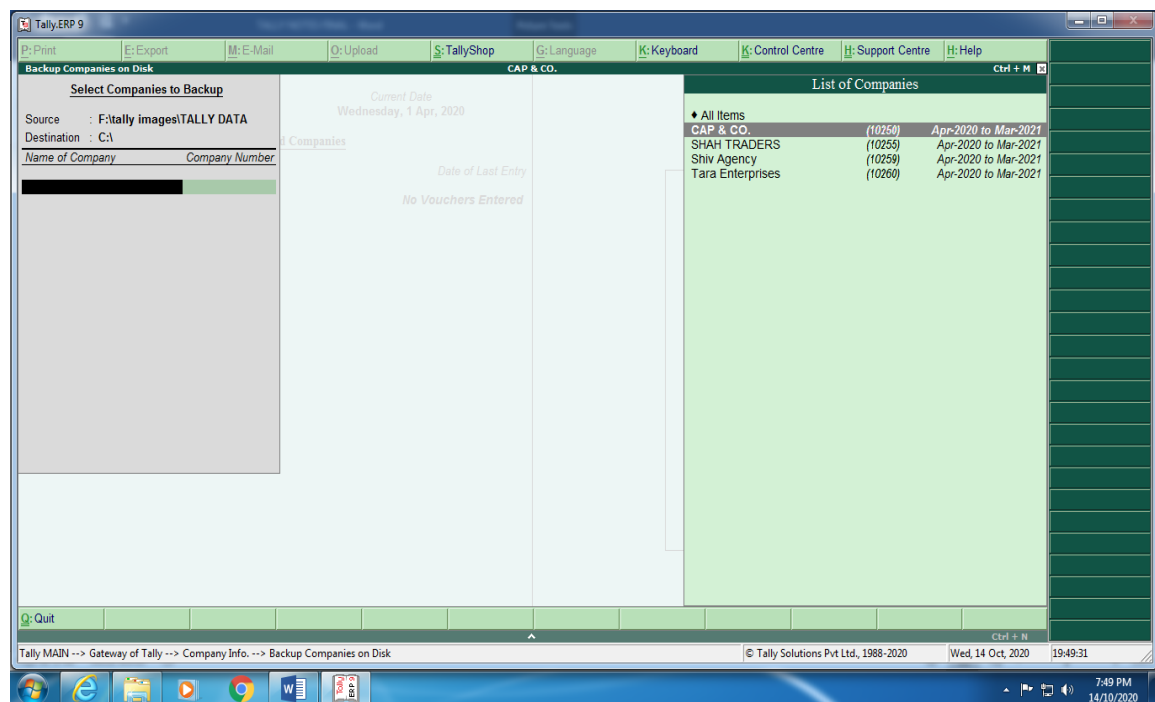 Tally.ERP 9
P: Print E: Export M: E-Mail O: Upload S: TallyShop G: Language K: Keyboard K: Control Centre H: Support Centre H: Help
Backup Companies on Disk CAP & CO. Ctrl + M
Select Companies to Backup
Source : F:\tally images\TALLY DATA
Destination : C:\
Name of Company Company Number
Current Date
Wednesday, 1 Apr, 2020
d Companies
Date of Last Entry
No Vouchers Entered
List of Companies
♦ All Items
CAP & CO. (10250) Apr-2020 to Mar-2021
SHAH TRADERS (10255) Apr-2020 to Mar-2021
Shiv Agency (10259) Apr-2020 to Mar-2021
Tara Enterprises (10260) Apr-2020 to Mar-2021
Q: Quit
Ctrl + N
Tally MAIN --> Gateway of Tally --> Company Info. --> Backup Companies on Disk © Tally Solutions Pvt Ltd., 1988-2020 Wed, 14 Oct, 2020 19:49:31
Tally ERP 9
7:49 PM
14/10/2020